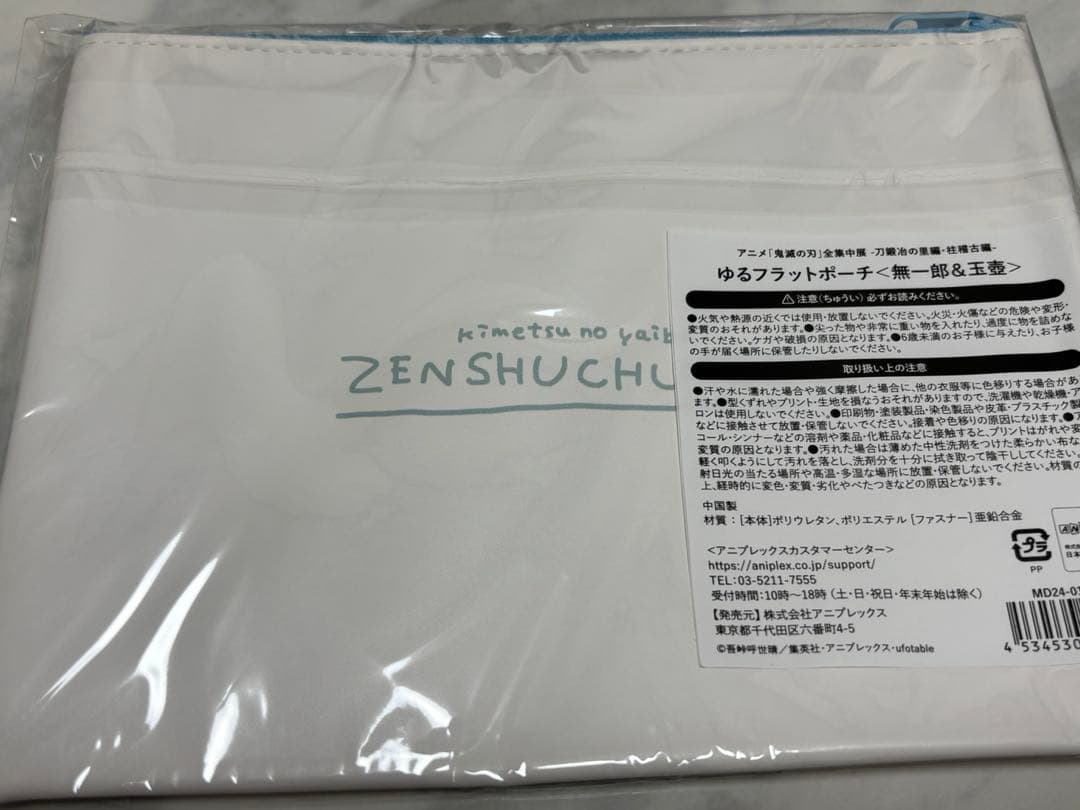 kimetsu no yaib
ZENSHUCHU
アニメ「鬼滅の刃」全集中展 -刀鍛冶の里編・柱稽古編-
ゆるフラットポーチ<無一郎&玉壺>
⚠注意(ちゅうい) 必ずお読みください。
●火気や熱源の近くでは使用・放置しないでください。火災・火傷などの危険や変形・
変質のおそれがあります。●尖った物や非常に重い物を入れたり、過度に物を詰めな
いでください。ケガや破損の原因となります。●6歳未満のお子様に与えたり、お子様
の手が届く場所に保管したりしないでください。
取り扱い上の注意
●汗や水に濡れた場合や強く摩擦した場合に、他の衣服等に色移りする場合があ
ます。●型くずれやプリント・生地を損なうおそれがありますので、洗濯機や乾燥機・ア
ロンは使用しないでください。●印刷物・塗装製品・染色製品や皮革・プラスチック製
などに接触させて放置・保管しないでください。接着や色移りの原因になります。●ア
コール・シンナーなどの溶剤や薬品・化粧品などに接触すると、プリントはがれや変
変質の原因となります。●汚れた場合は薄めた中性洗剤をつけた柔らかい布な
軽く叩くようにして汚れを落とし、洗剤分を十分に拭き取って陰干ししてください。
射日光の当たる場所や高温・多湿な場所に放置・保管しないでください。材質の
上、経時的に変色・変質・劣化やべたつきなどの原因となります。
中国製
材質:[本体]ポリウレタン、ポリエステル [ファスナー]亜鉛合金
<アニプレックスカスタマーセンター>
https://aniplex.co.jp/support/
TEL:03-5211-7555
受付時間:10時〜18時 (土・日・祝日・年末年始は除く)
【発売元】株式会社アニプレックス
東京都千代田区六番町4-5
©吾峠呼世晴/集英社・アニプレックス・ufotable
プラ
PP
AN
株式
日本
MD24-03
4 534530